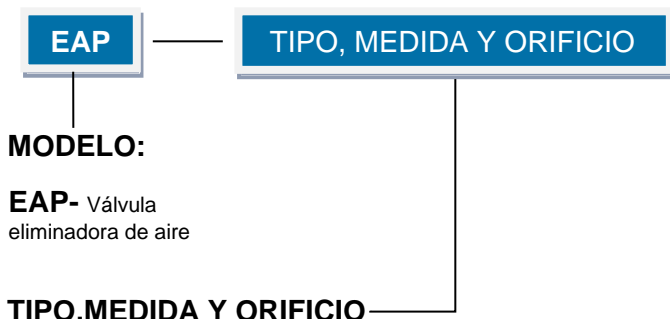 EAP TIPO, MEDIDA Y ORIFICIO
MODELO:
EAP- Válvula
eliminadora de aire
TIPO,MEDIDA Y ORIFICIO